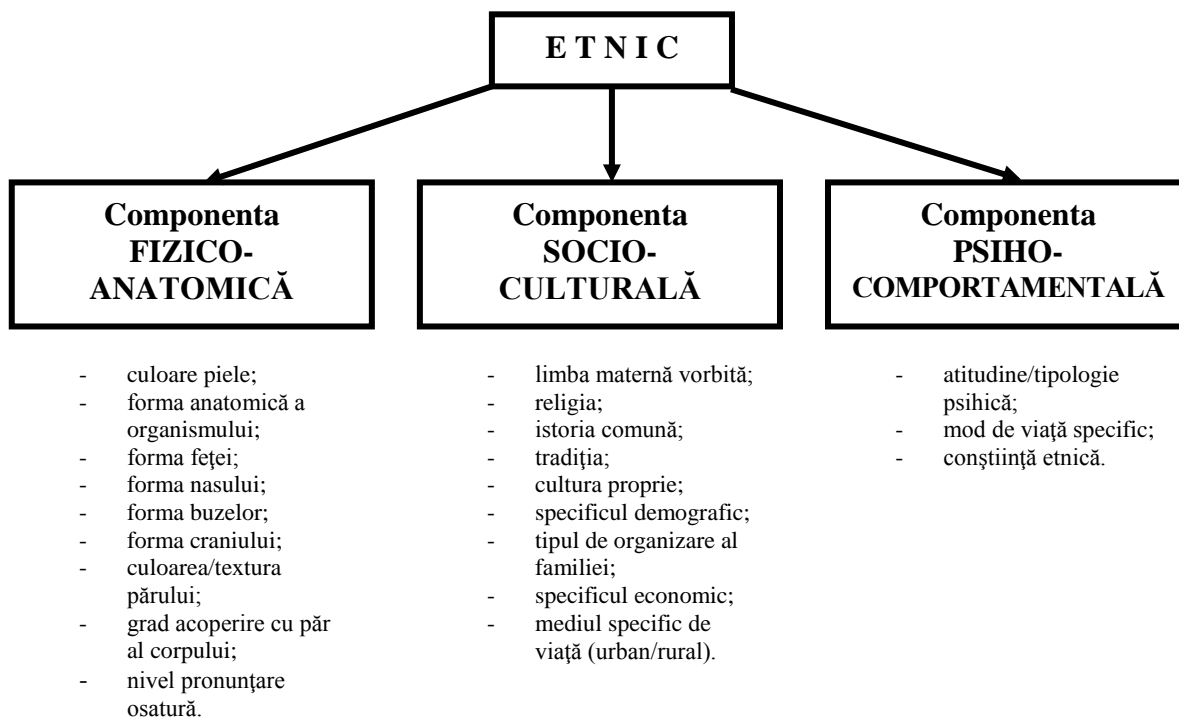 E T N I C
Componenta
FIZICO-
ANATOMICĂ
- culoare piele;
- forma anatomică a
organismului;
- forma feţei;
- forma nasului;
- forma buzelor;
- forma craniului;
- culoarea/textura
părului;
- grad acoperire cu păr
al corpului;
- nivel pronunţare
osatură.
Componenta
SOCIO-
CULTURALĂ
- limba maternă vorbită;
- religia;
- istoria comună;
- tradiţia;
- cultura proprie;
- specificul demografic;
- tipul de organizare al
familiei;
- specificul economic;
- mediul specific de
viaţă (urban/rural).
Componenta
PSIHO-
COMPORTAMENTALĂ
- atitudine/tipologie
psihică;
- mod de viaţă specific;
- conştiinţă etnică.